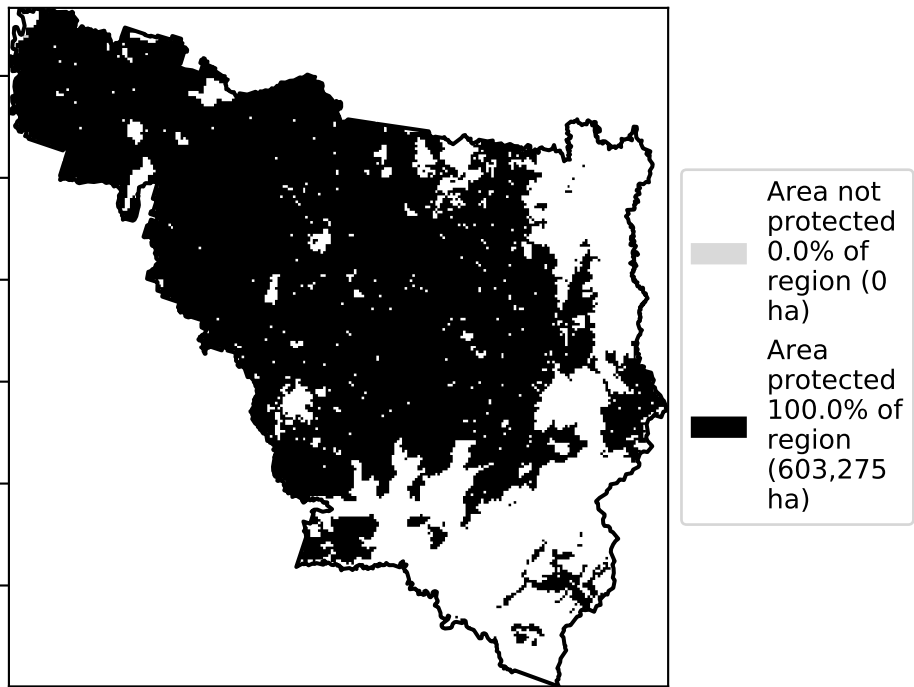 Area not
protected
0.0% of
region (0
ha)
Area
protected
100.0% of
region
(603,275
ha)